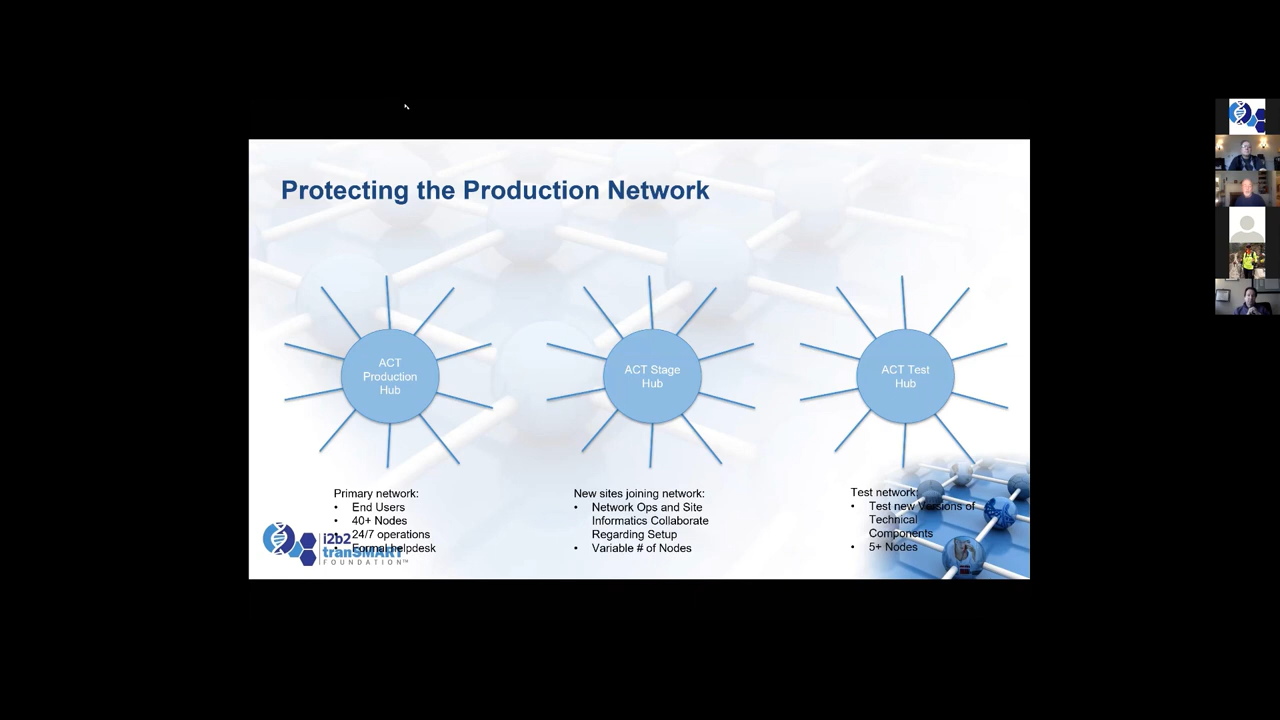 Protecting the Production Network
ACT
Production
Hub
ACT Stage
Hub
ACT Test
Hub
Primary network:
• End Users
• 40+ Nodes
• 24/7 operations
• Formal helpdesk
New sites joining network:
• Network Ops and Site
Informatics Collaborate
Regarding Setup
• Variable # of Nodes
Test network:
• Test new Versions of
Technical
Components
• 5+ Nodes
i2b2
tranSMART
FOUNDATION™